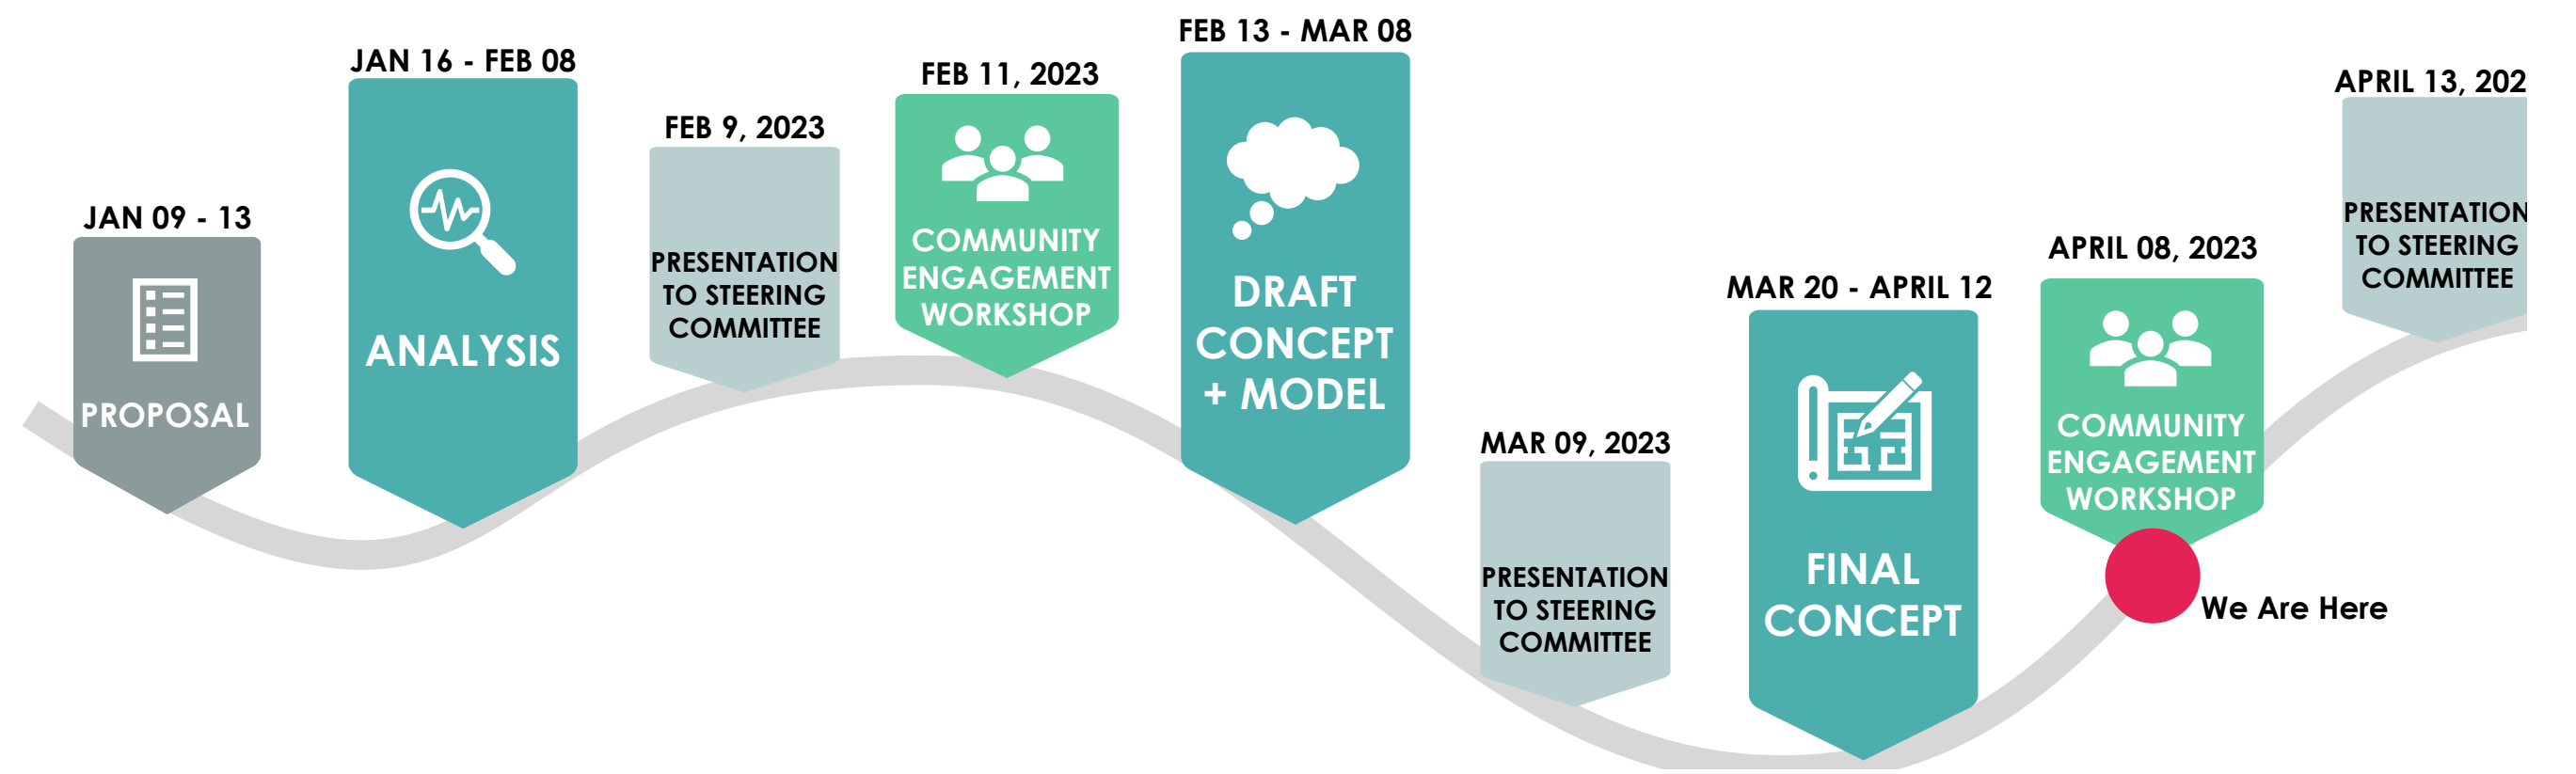 JAN 09 - 13
PROPOSAL
JAN 16 - FEB 08
ANALYSIS
FEB 9, 2023
PRESENTATION
TO STEERING
COMMITTEE
FEB 11, 2023
COMMUNITY
ENGAGEMENT
WORKSHOP
FEB 13 - MAR 08
DRAFT
CONCEPT
+ MODEL
MAR 09, 2023
PRESENTATION
TO STEERING
COMMITTEE
MAR 20 - APRIL 12
FINAL
CONCEPT
APRIL 08, 2023
COMMUNITY
ENGAGEMENT
WORKSHOP
We Are Here
APRIL 13, 202
PRESENTATION
TO STEERING
COMMITTEE